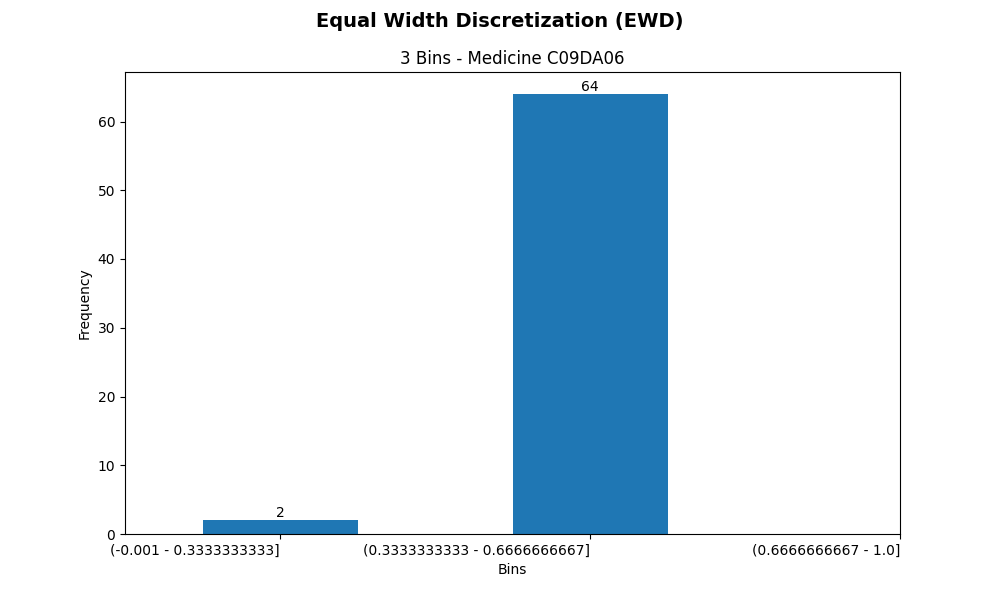 Equal Width Discretization (EWD)
3 Bins - Medicine C09DA06
64
60
50
40
30
20
10
0
2
Frequency
(-0.001 - 0.3333333333]
(0.3333333333 - 0.6666666667]
(0.6666666667 - 1.0]
Bins